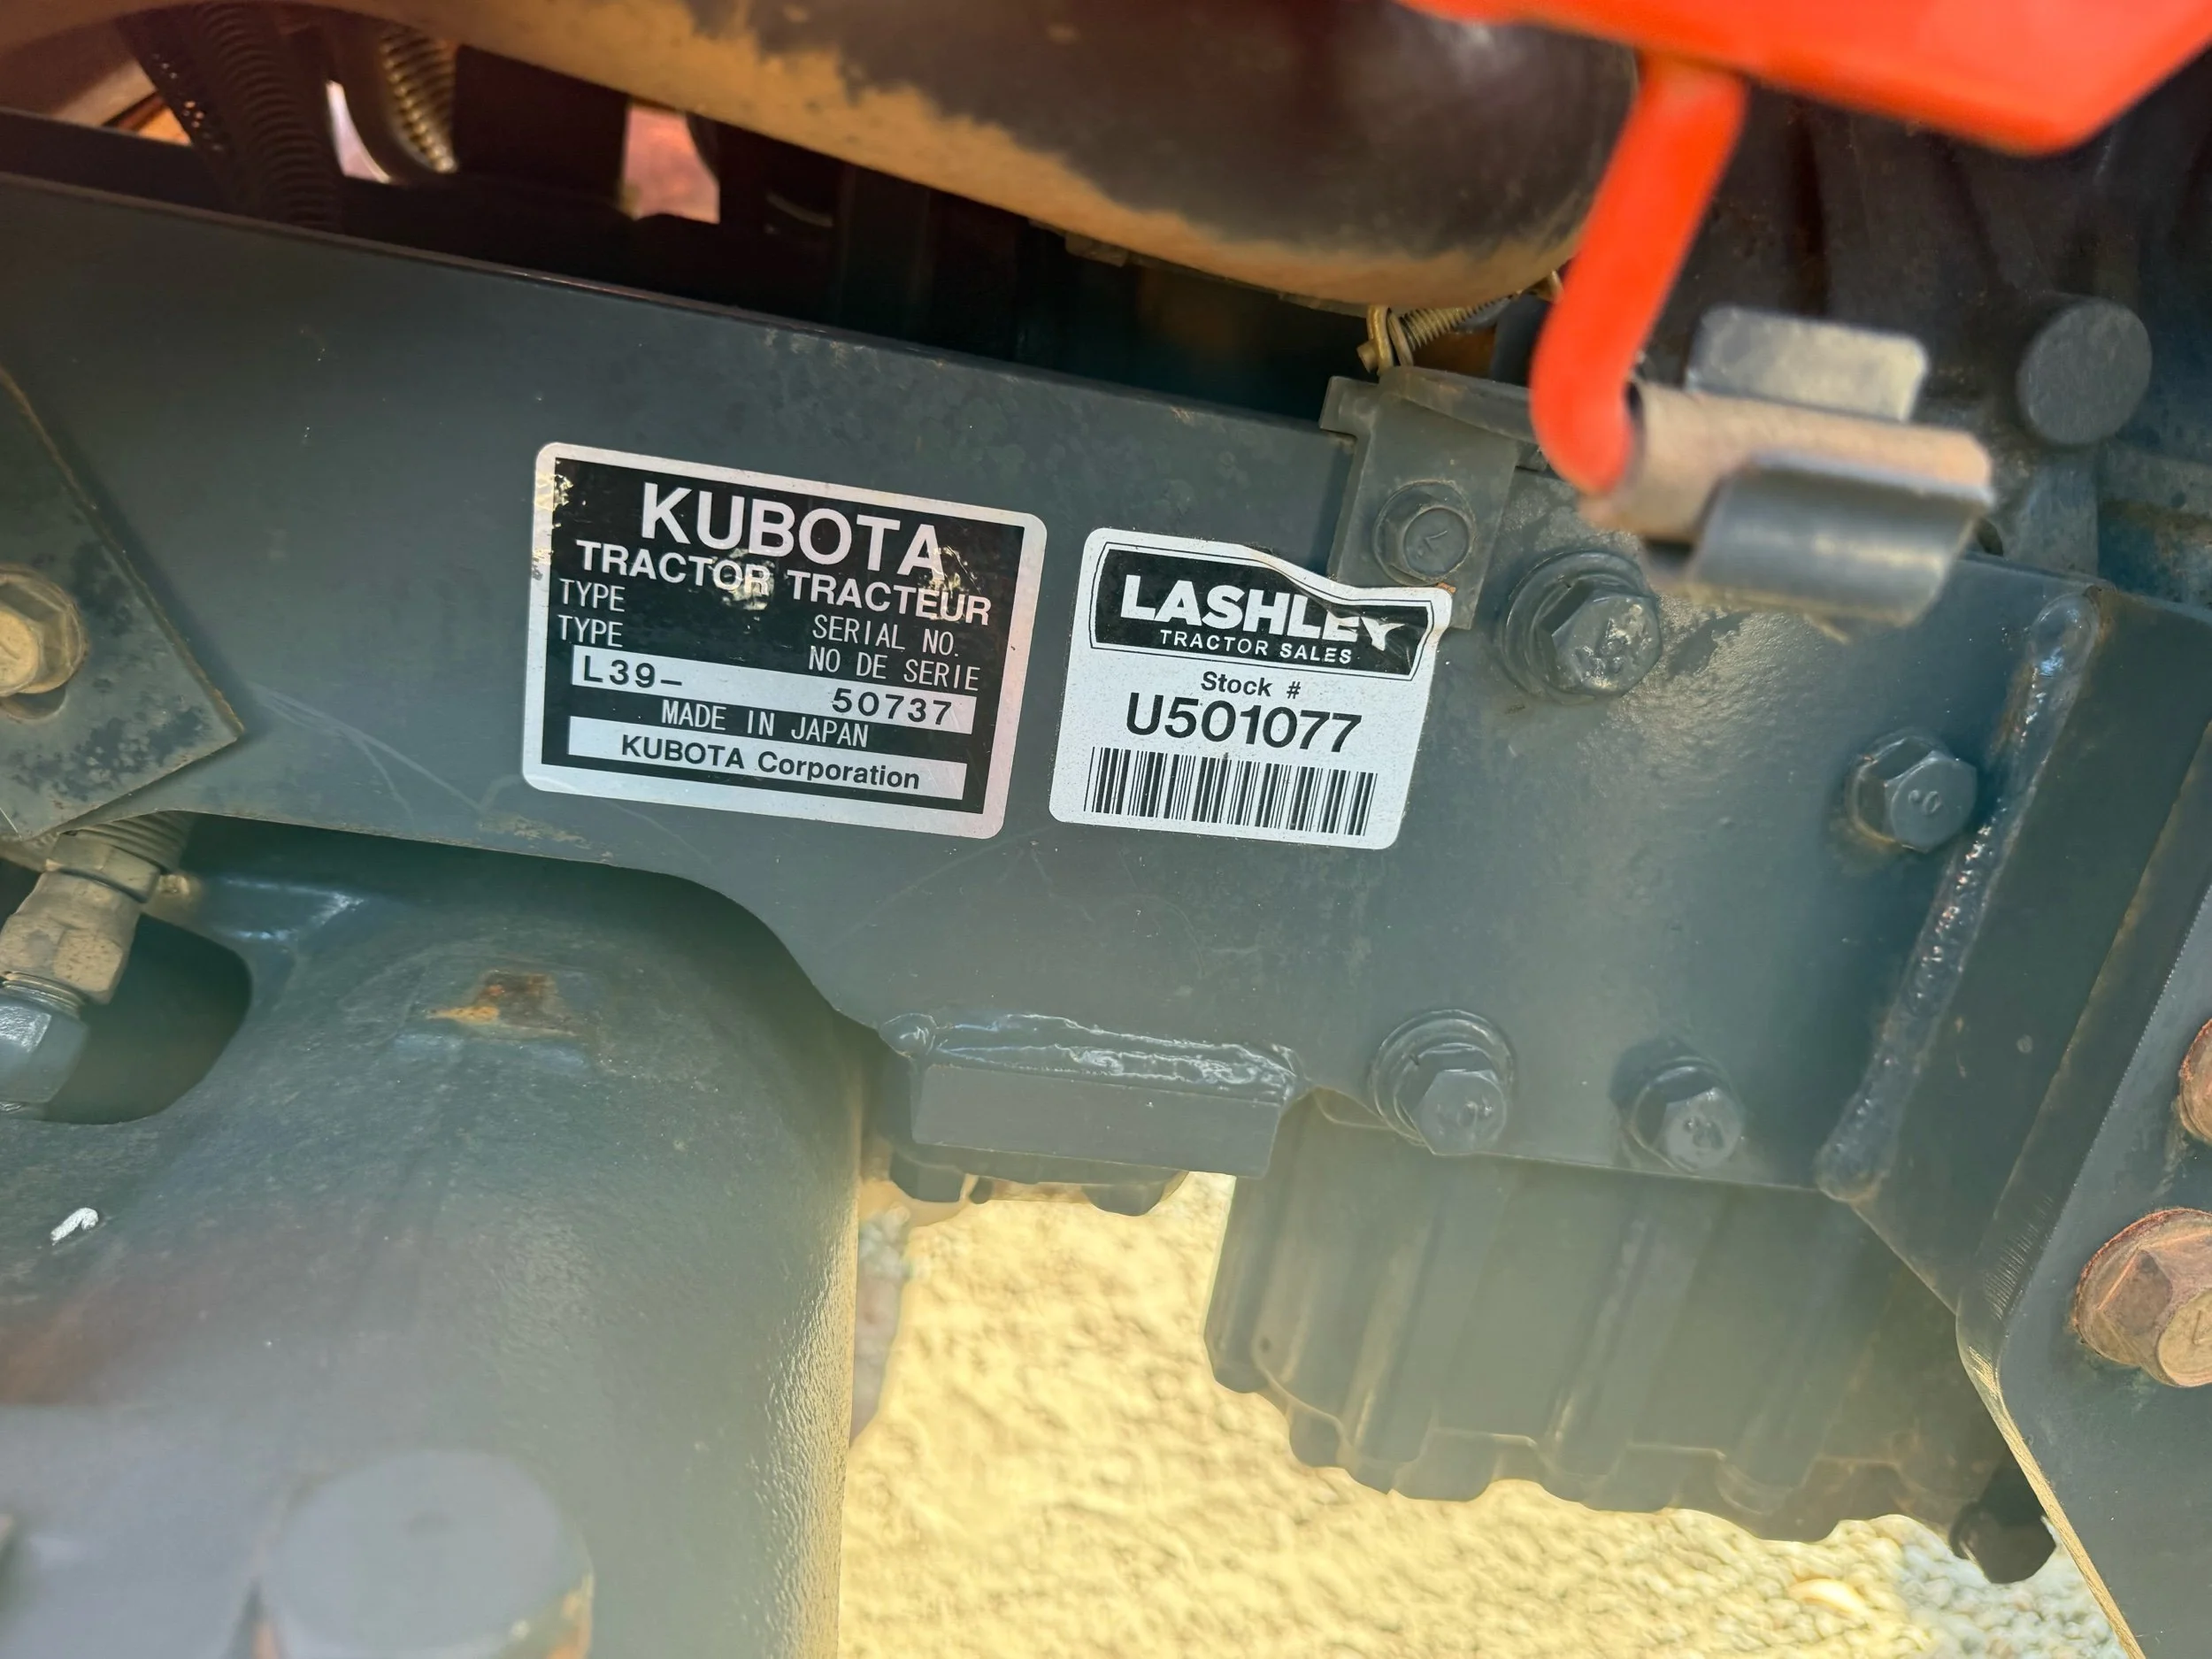 KUBOTA
TRACTOR TRACTEUR
TYPE
TYPE
SERIAL NO.
NO DE SERIE
L39– 50737
MADE IN JAPAN
KUBOTA Corporation
LASHLEY
TRACTOR SALES
Stock #
U501077